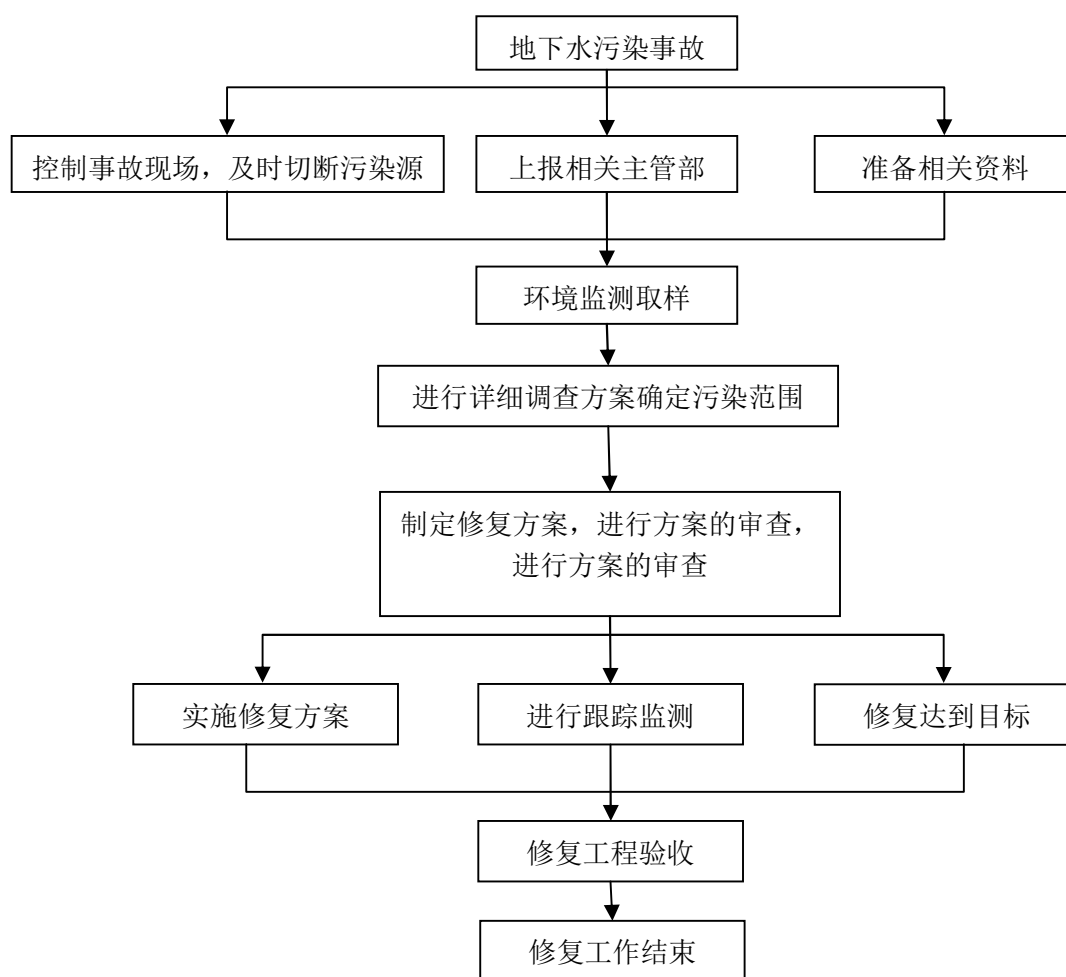 地下水污染事故
控制事故现场，及时切断污染源
上报相关主管部
准备相关资料
环境监测取样
进行详细调查方案确定污染范围
制定修复方案，进行方案的审查，
进行方案的审查
实施修复方案
进行跟踪监测
修复达到目标
修复工程验收
修复工作结束